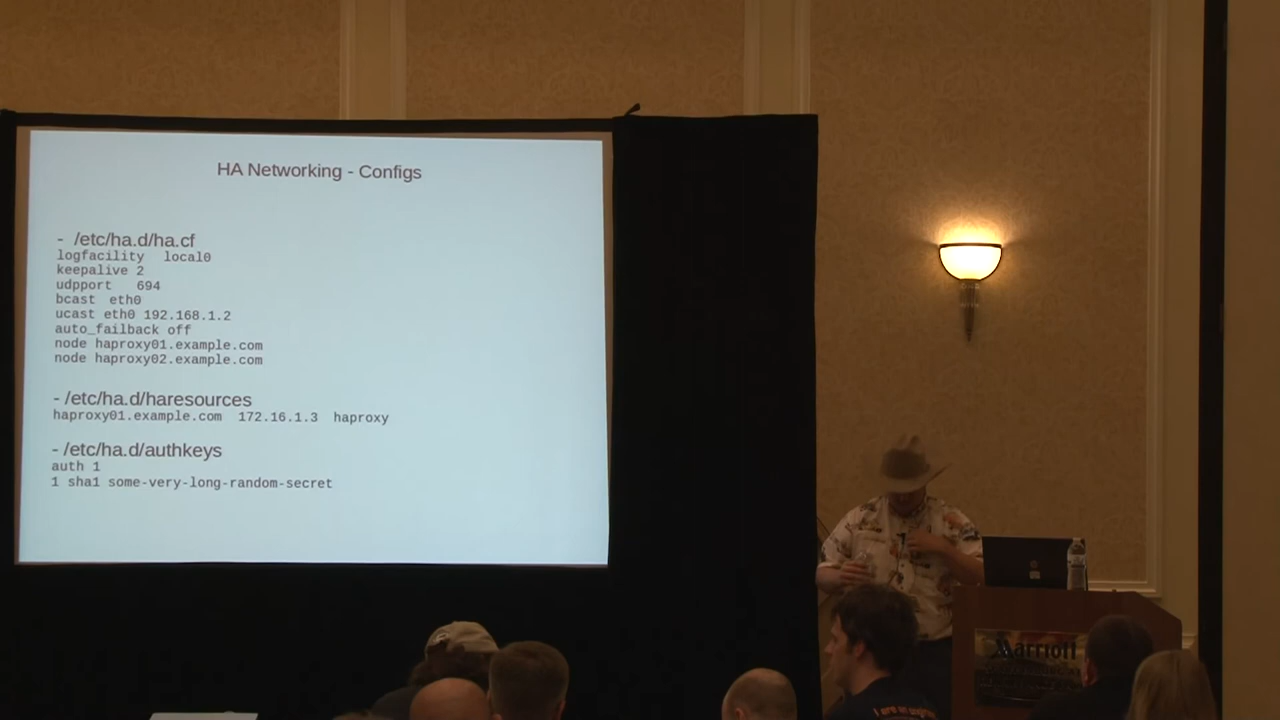 HA Networking - Configs
- /etc/ha.d/ha.cf
logfacility local0
keepalive 2
udpport 694
bcast eth0
ucast eth0 192.168.1.2
auto_failback off
node haproxy01.example.com
node haproxy02.example.com
- /etc/ha.d/haresources
haproxy01.example.com 172.16.1.3 haproxy
- /etc/ha.d/authkeys
auth 1
1 sha1 some-very-long-random-secret
Marriott